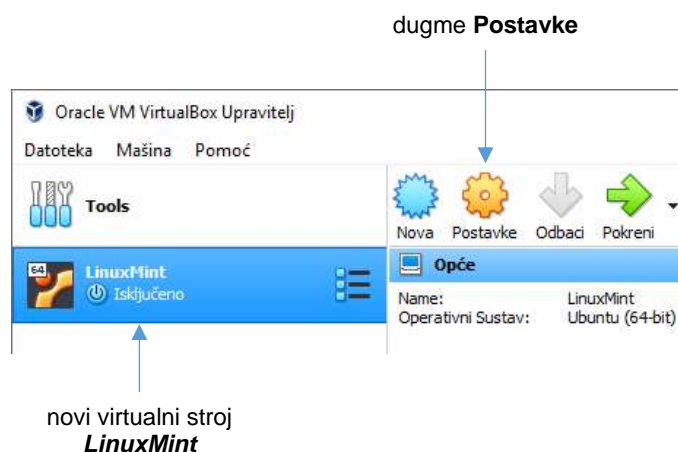 dugme Postavke
Oracle VM VirtualBox Upravitelj
Datoteka Mašina Pomoć
Tools
Nova Postavke Odbaci Pokreni
64
LinuxMint
Isključeno
Opće
Name: LinuxMint
Operativni Sustav: Ubuntu (64-bit)
novi virtualni stroj
LinuxMint